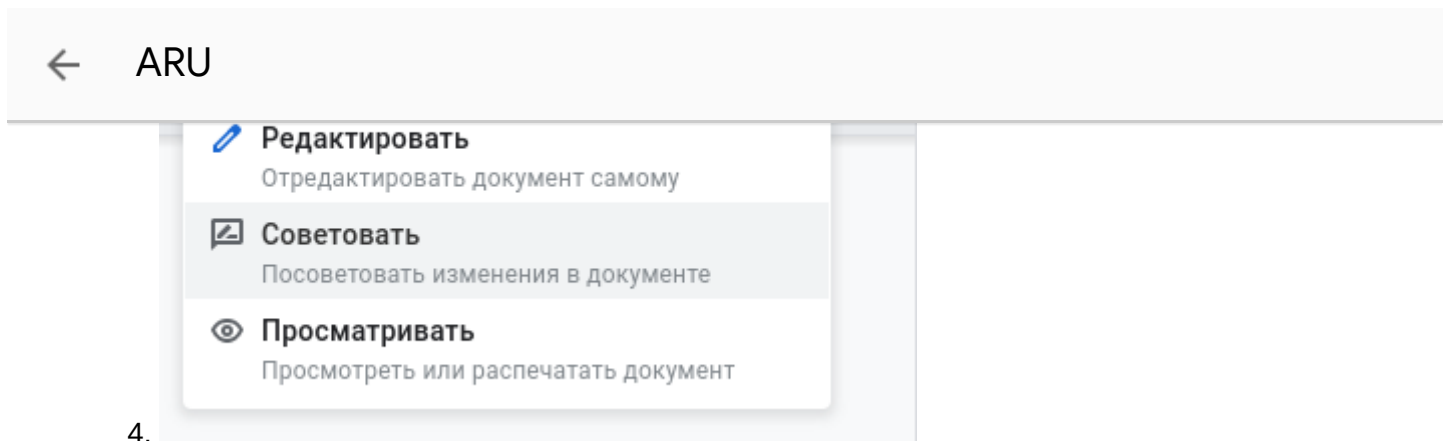 ARU
Редактировать
Отредактировать документ самому
Советовать
Посоветовать изменения в документе
Просматривать
Просмотреть или распечатать документ
4.